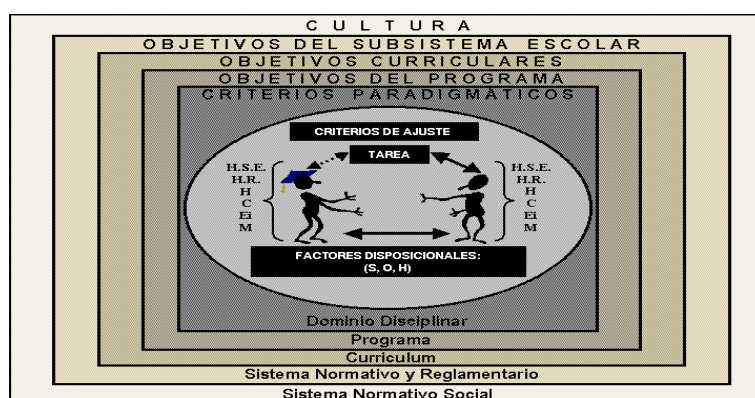 C U L T U R A
OBJETIVOS DEL SUBSISTEMA ESCOLAR
OBJETIVOS CURRICULARES
OBJETIVOS DEL PROGRAMA
CRITERIOS PARADIGMÁTICOS
CRITERIOS DE AJUSTE
TAREA
H.S.E.
H.R.
H
C
Ei
M
H.S.E.
H.R.
H
C
Ei
M
FACTORES DISPOSICIONALES:
(S, O, H)
Dominio Disciplinar
Programa
Curriculum
Sistema Normativo y Reglamentario
Sistema Normativo Social